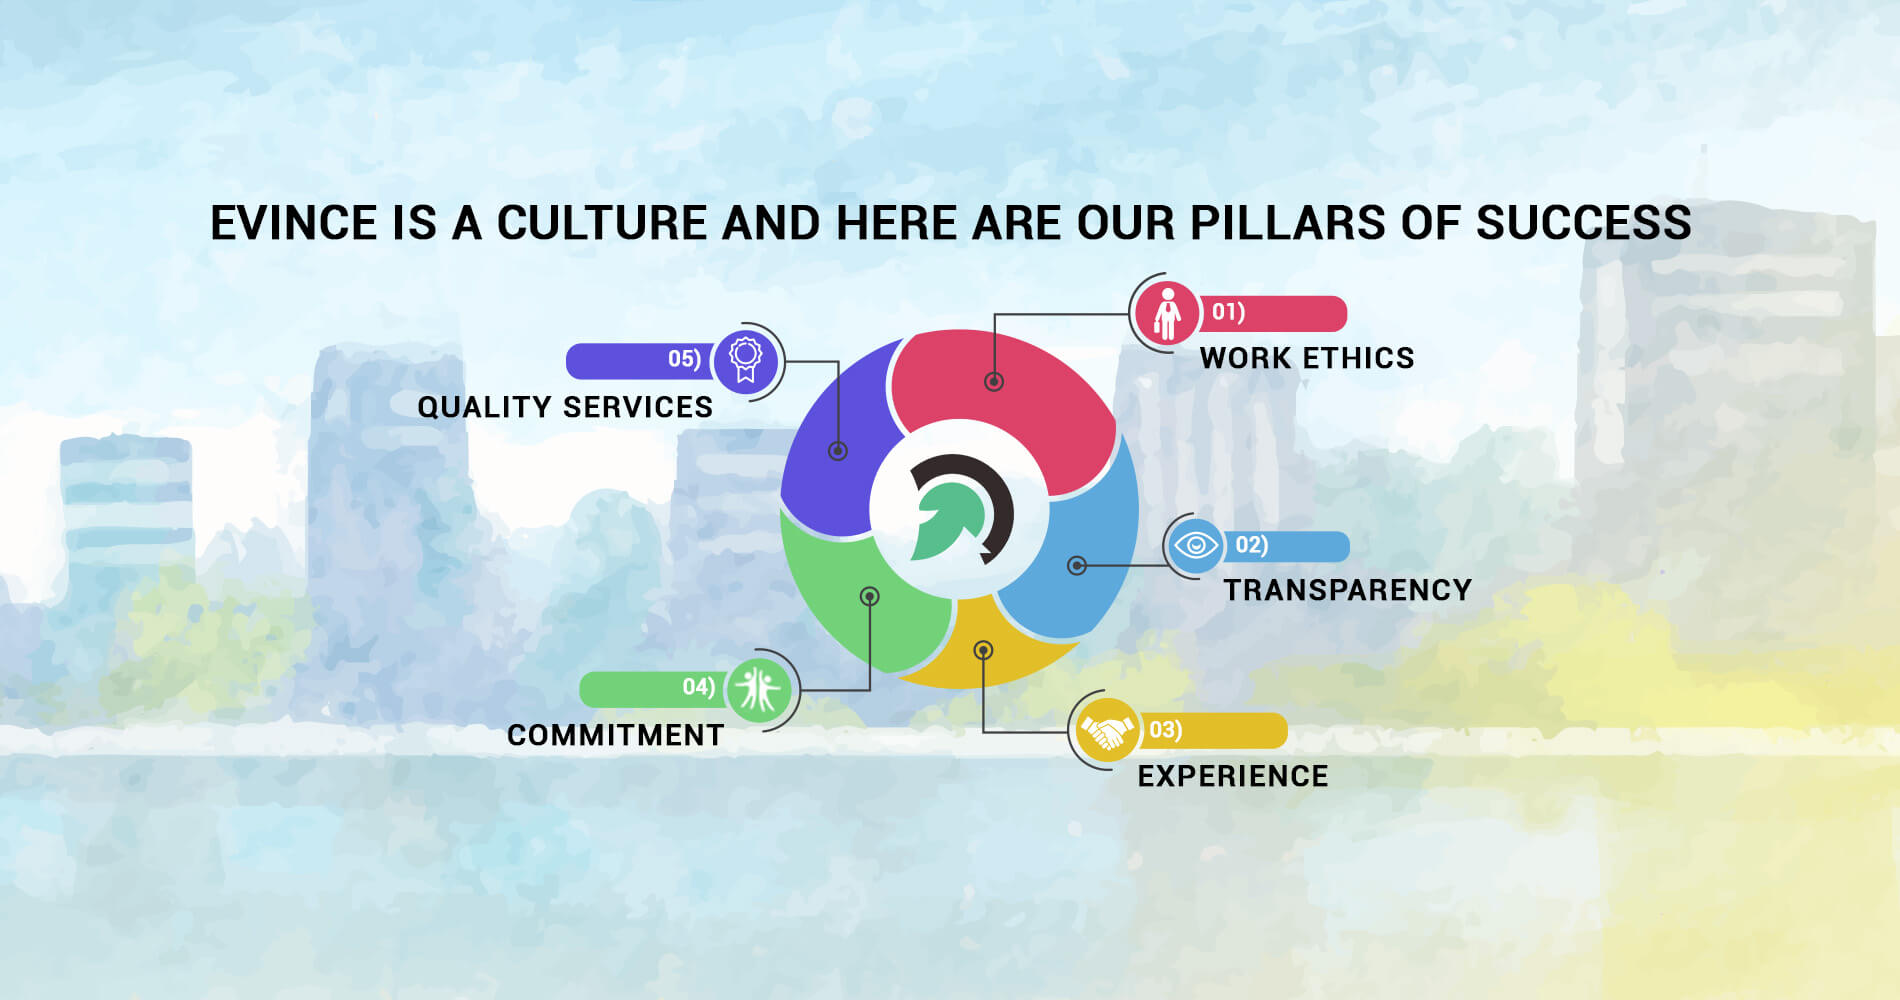 EVINCE IS A CULTURE AND HERE ARE OUR PILLARS OF SUCCESS
01)
WORK ETHICS
02)
TRANSPARENCY
03)
EXPERIENCE
04)
COMMITMENT
05)
QUALITY SERVICES